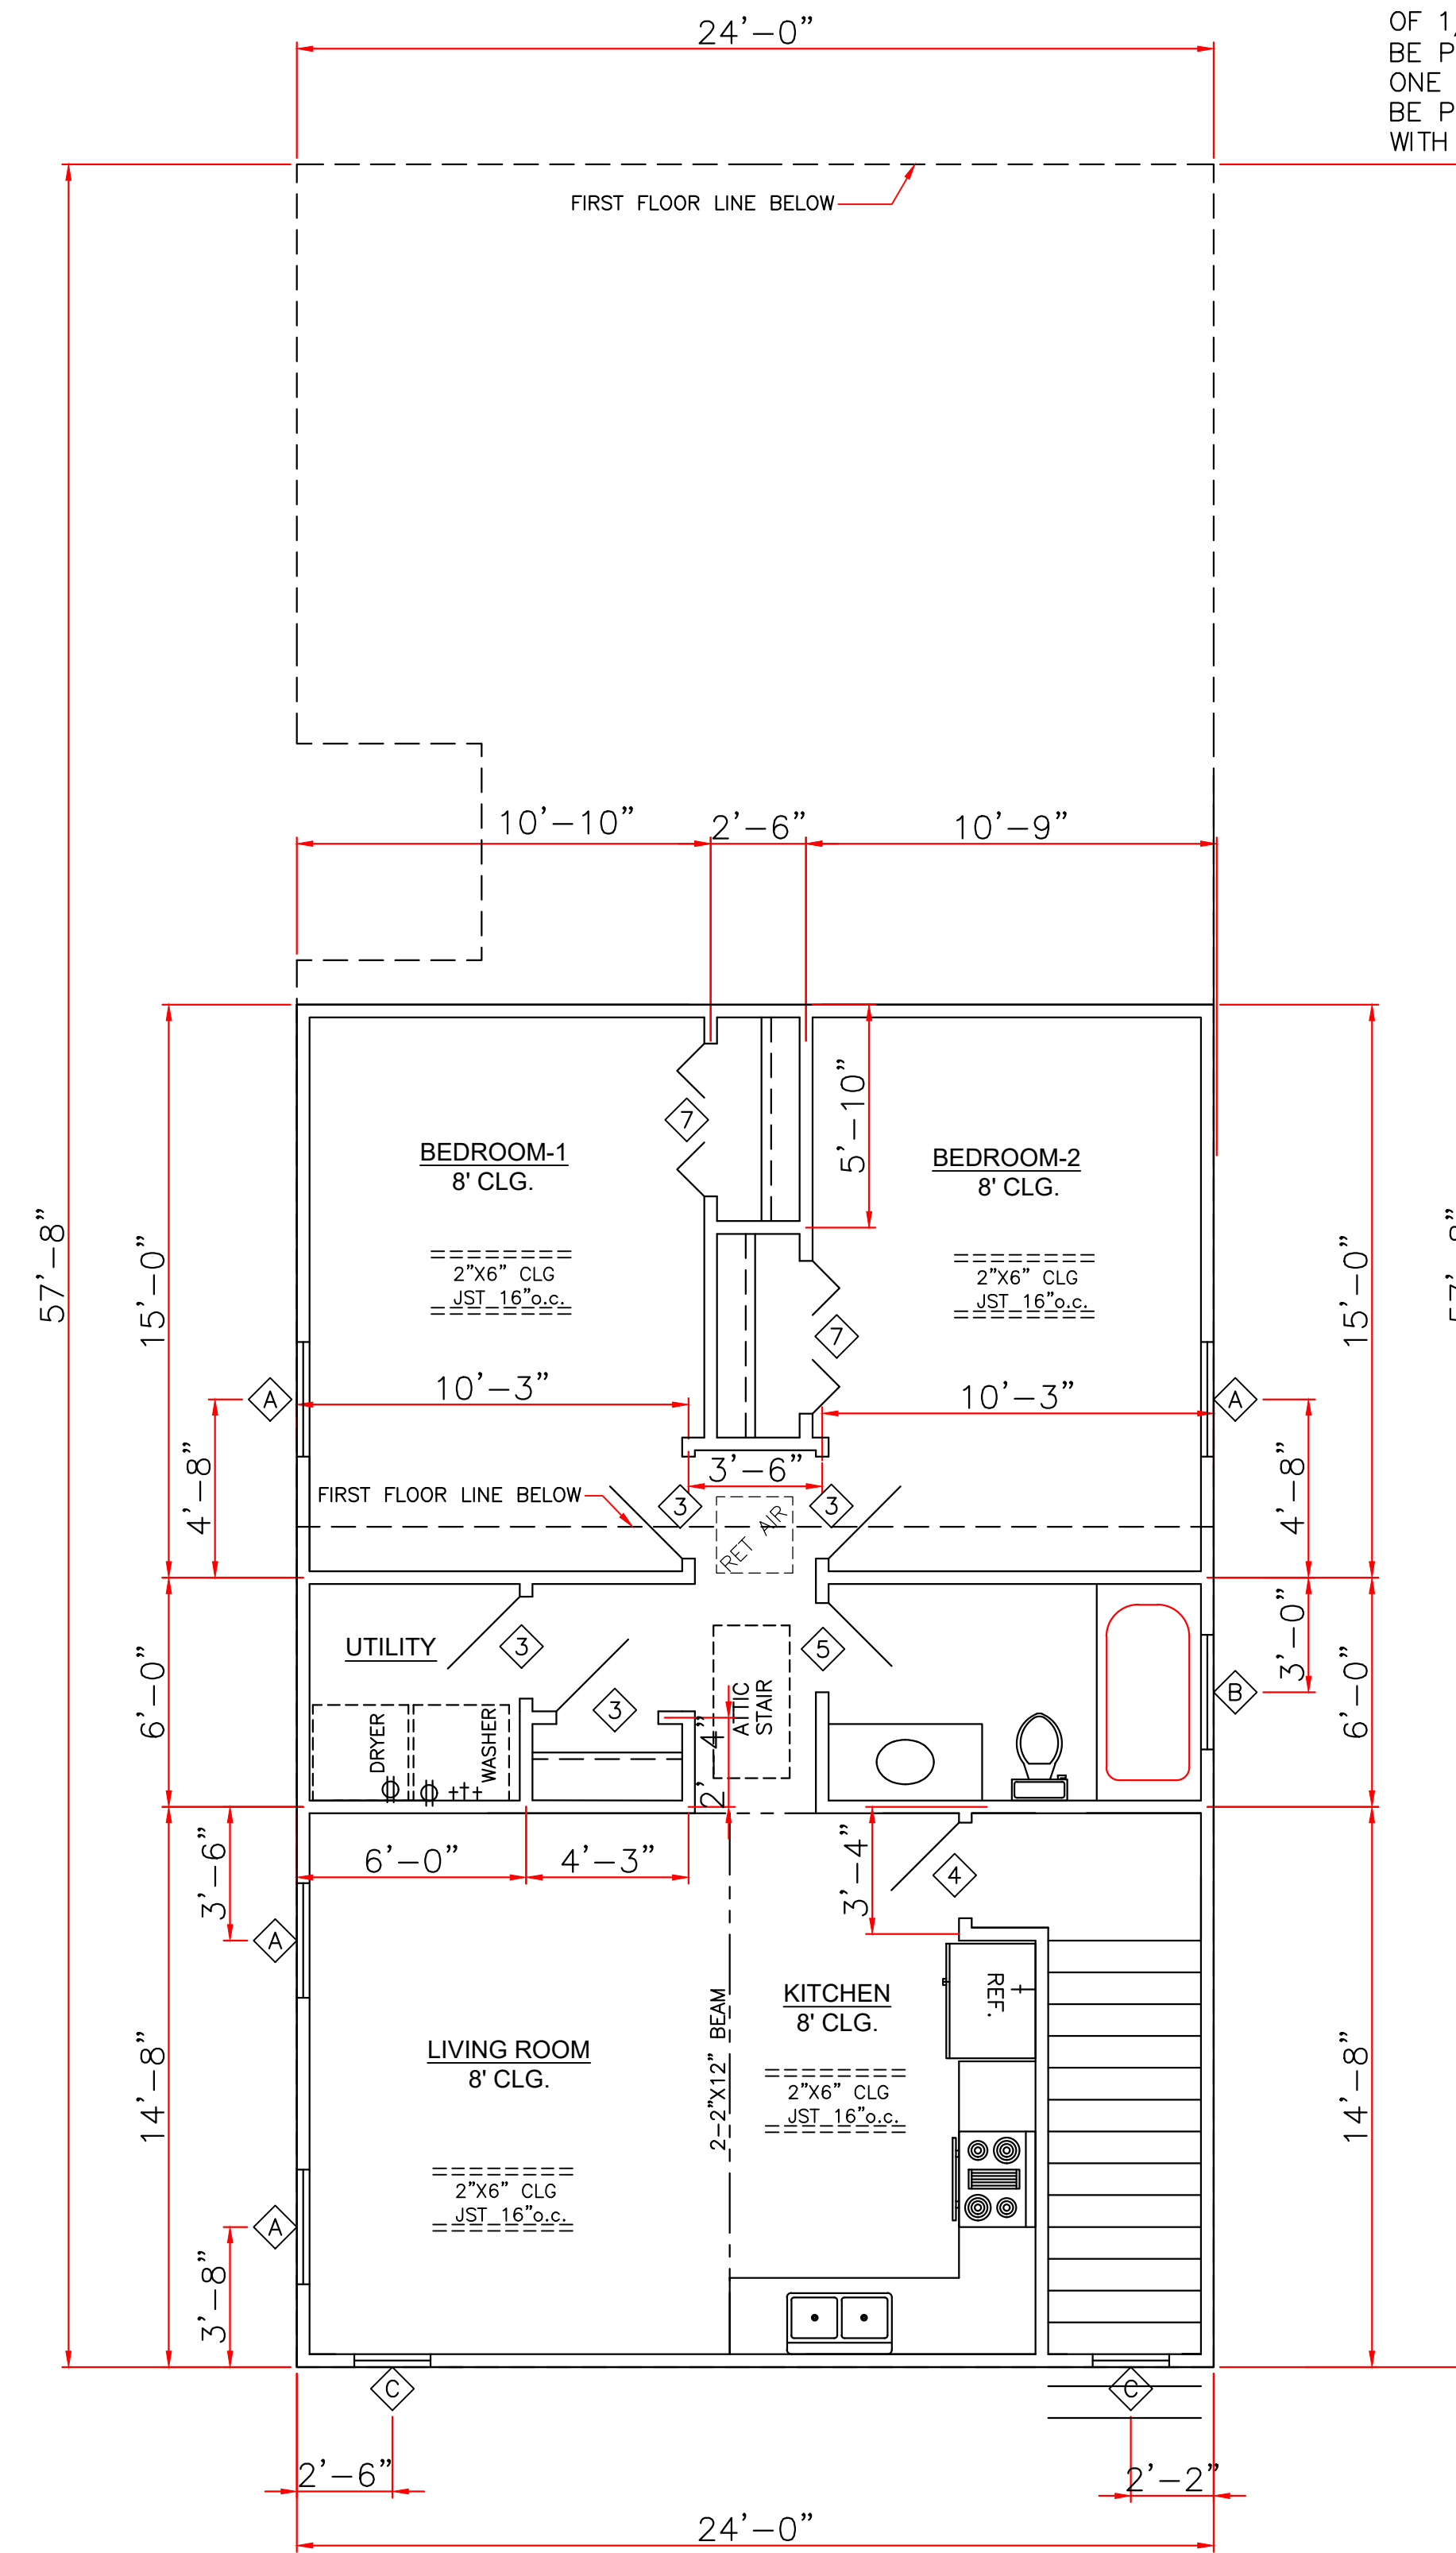 24'-0"
OF 1
BE P
ONE
BE P
WITH
FIRST FLOOR LINE BELOW
10'-10"
2'-6"
10'-9"
57'-8"
15'-0"
BEDROOM-1
8' CLG.
2"X6" CLG
JST 16"o.c.
7
5'-10"
BEDROOM-2
8' CLG.
2"X6" CLG
JST 16"o.c.
7
15'-0"
A
10'-3"
10'-3"
A
4'-8"
3'-6"
4'-8"
FIRST FLOOR LINE BELOW
3
3
RET AIR
6'-0"
UTILITY
3
3
5
3'-0"
B
6'-0"
DRYER
WASHER
2'-4"
ATTIC
STAIR
3'-6"
6'-0"
4'-3"
3'-4"
4
A
14'-8"
LIVING ROOM
8' CLG.
2"X6" CLG
JST 16"o.c.
2-2"X12" BEAM
KITCHEN
8' CLG.
2"X6" CLG
JST 16"o.c.
REF.
14'-8"
A
3'-8"
C
C
2'-6"
2'-2"
24'-0"